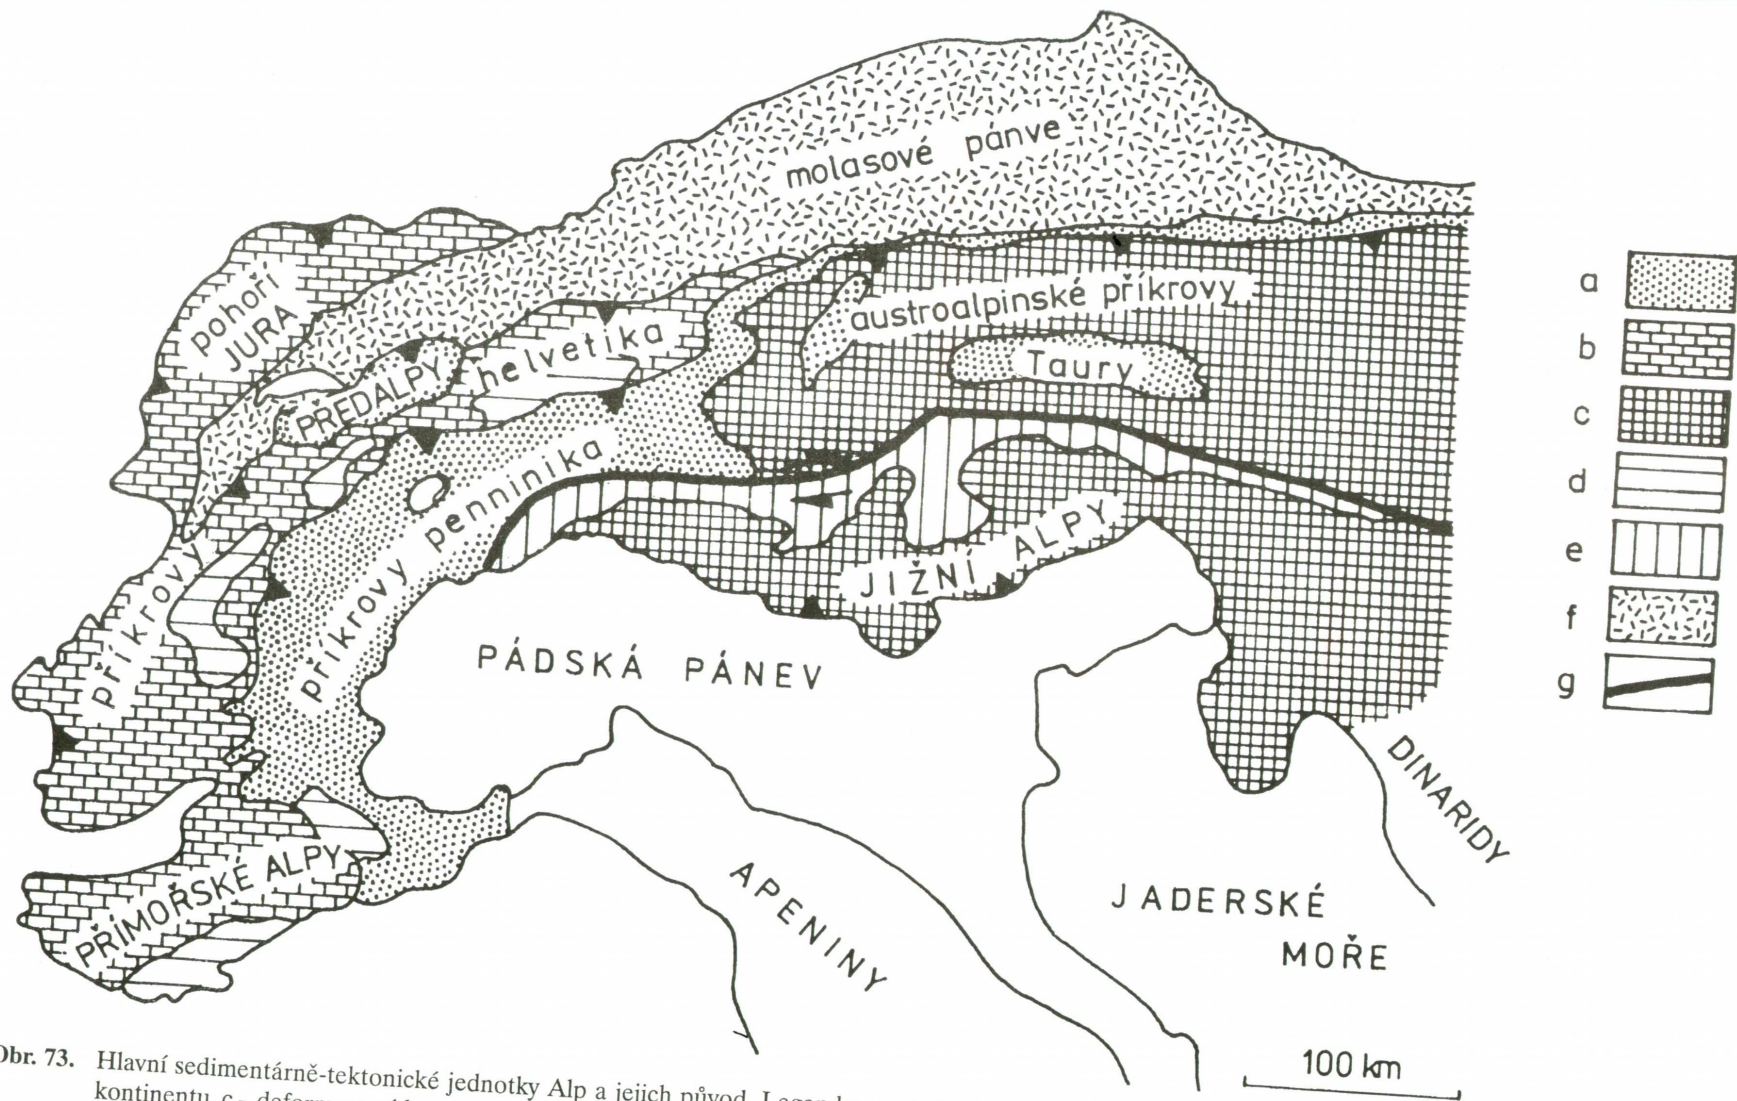 molasové pánve
pohoří
JURA
austroalpinské příkrovy
helvetika
Taury
PŘEDALPY
příkrovy penninika
příkrovy
JIŽNÍ ALPY
PÁDSKÁ PÁNEV
DINARIDY
PŘÍMOŘSKÉ ALPY
APENINY
JADERSKÉ
MOŘE
a
b
c
d
e
f
g
100 km
Obr. 73. Hlavní sedimentárně-tektonické jednotky Alp a jejich původ.
kontinentu c -